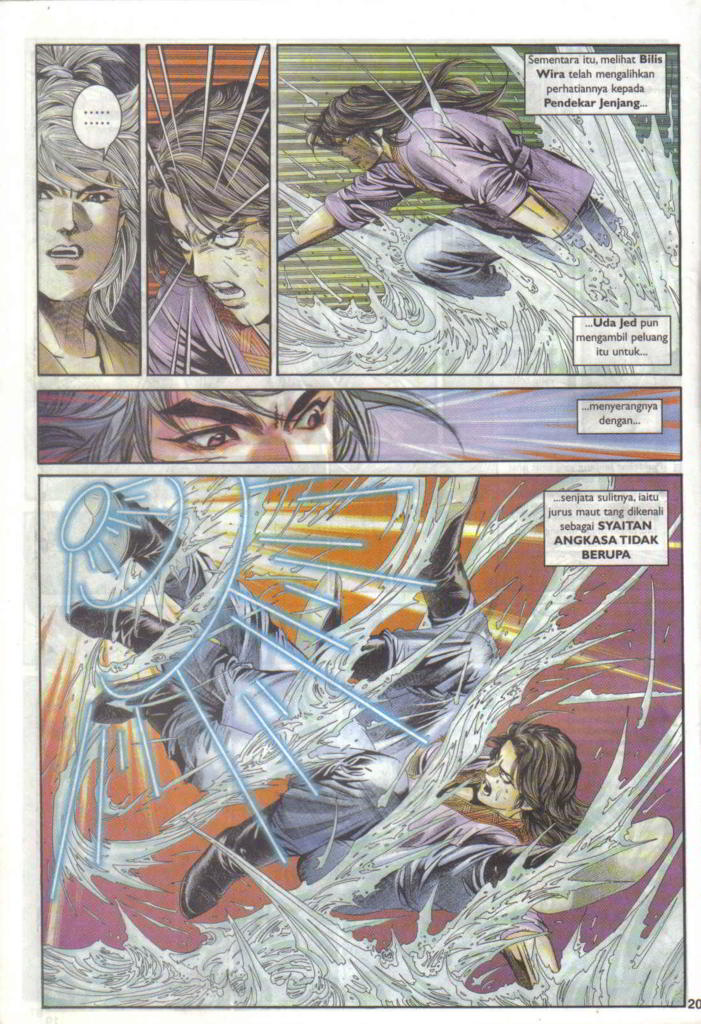 .....
.....
Sementara itu, melihat Bilis
Wira telah mengalihkan
perhatiannya kepada
Pendekar Jenjang...
...Uda Jed pun
mengambil peluang
itu untuk...
...menyerangnya
dengan...
...senjata sulitnya, iaitu
jurus maut tang dikenali
sebagai SYAITAN
ANGKASA TIDAK
BERUPA
20